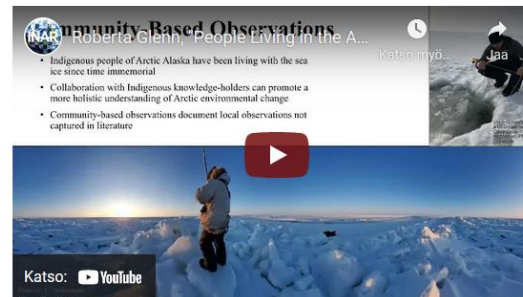 Community-Based Observations
INAR
Roberta Glenn, "People Living in the A...
Katso myö...
Jaa
• Indigenous people of Arctic Alaska have been living with the sea
ice since time immemorial
• Collaboration with Indigenous knowledge-holders can promote a
more holistic understanding of Arctic environmental change
• Community-based observations document local observations not
captured in literature
Katso: YouTube